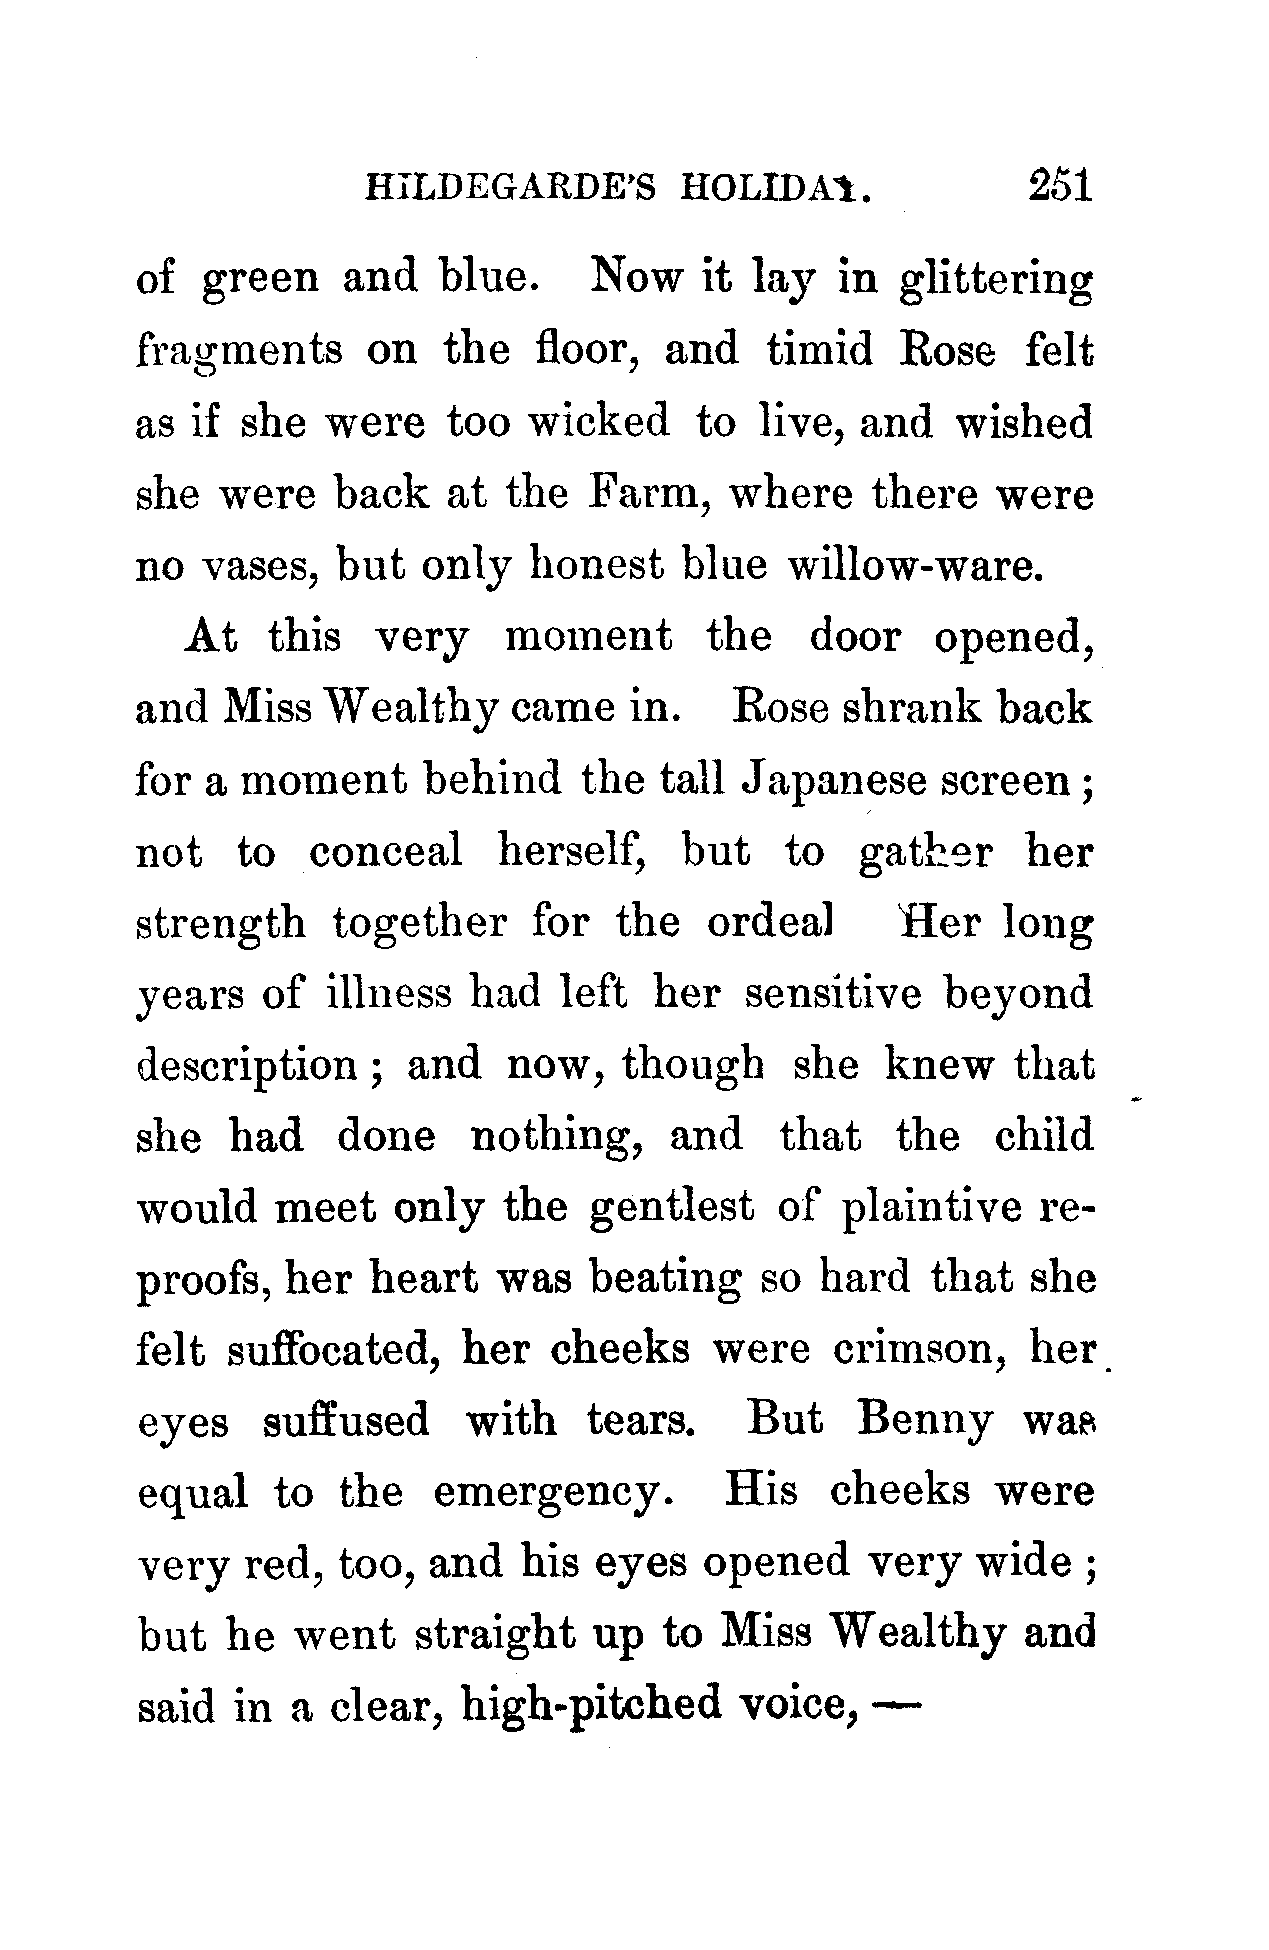 HILDEGARDE'S HOLIDAY. 251
of green and blue. Now it lay in glittering
fragments on the floor, and timid Rose felt
as if she were too wicked to live, and wished
she were back at the Farm, where there were
no vases, but only honest blue willow-ware.
At this very moment the door opened,
and Miss Wealthy came in. Rose shrank back
for a moment behind the tall Japanese screen ;
not to conceal herself, but to gather her
strength together for the ordeal Her long
years of illness had left her sensitive beyond
description ; and now, though she knew that
she had done nothing, and that the child
would meet only the gentlest of plaintive re-
proofs, her heart was beating so hard that she
felt suffocated, her cheeks were crimson, her
eyes suffused with tears. But Benny was
equal to the emergency. His cheeks were
very red, too, and his eyes opened very wide ;
but he went straight up to Miss Wealthy and
said in a clear, high-pitched voice, —